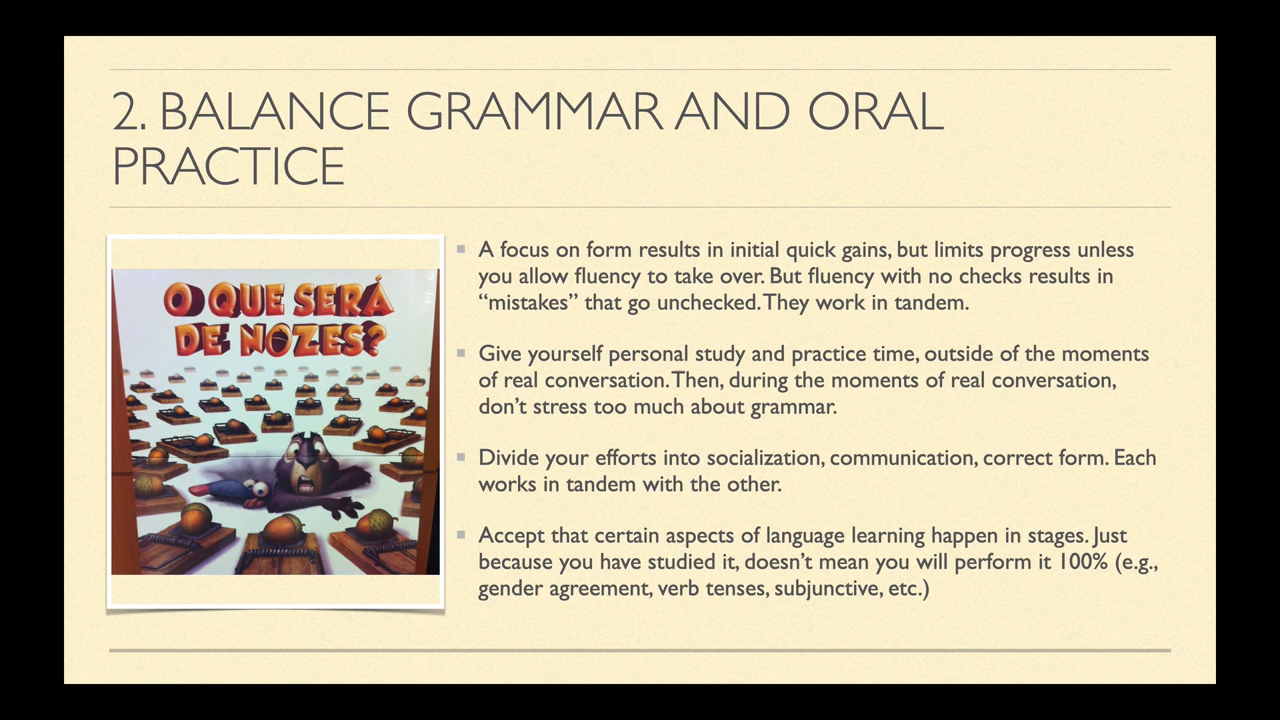 2. BALANCE GRAMMAR AND ORAL
PRACTICE
O QUE SERÁ
DE NOZES?
A focus on form results in initial quick gains, but limits progress unless
you allow fluency to take over. But fluency with no checks results in
“mistakes” that go unchecked. They work in tandem.
Give yourself personal study and practice time, outside of the moments
of real conversation. Then, during the moments of real conversation,
don’t stress too much about grammar.
Divide your efforts into socialization, communication, correct form. Each
works in tandem with the other.
Accept that certain aspects of language learning happen in stages. Just
because you have studied it, doesn’t mean you will perform it 100% (e.g.,
gender agreement, verb tenses, subjunctive, etc.)